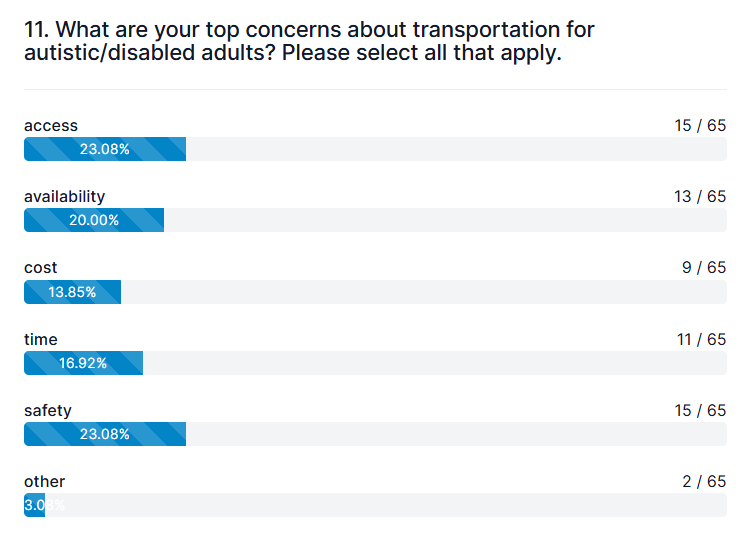 11. What are your top concerns about transportation for
autistic/disabled adults? Please select all that apply.
access 15 / 65
23.08%
availability 13 / 65
20.00%
cost 9 / 65
13.85%
time 11 / 65
16.92%
safety 15 / 65
23.08%
other 2 / 65
3.08%